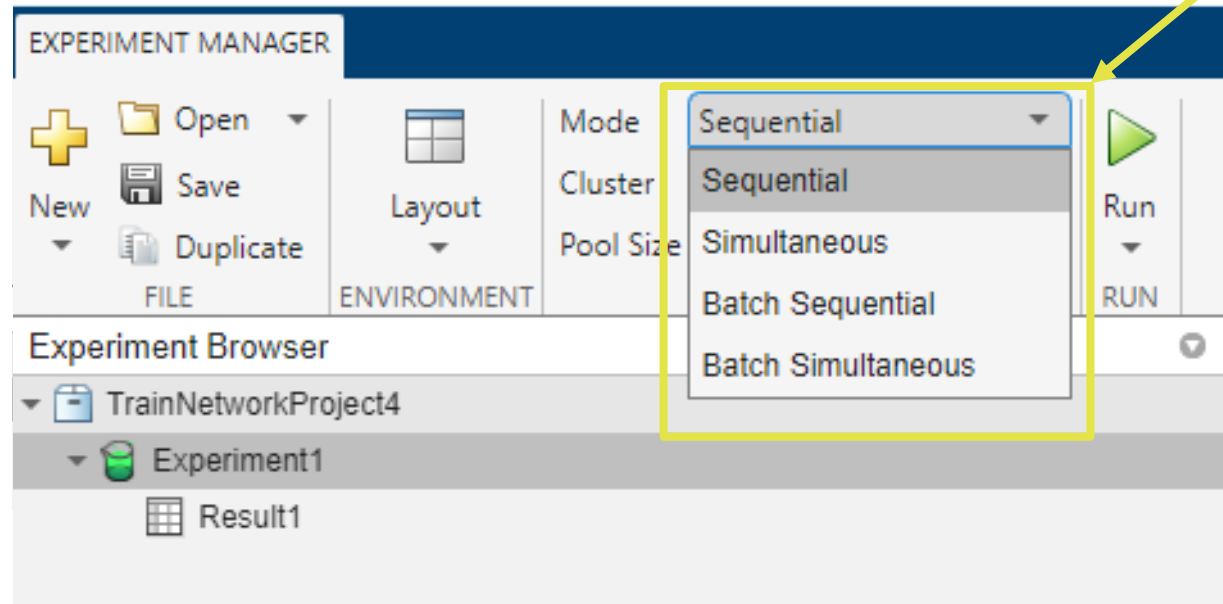 EXPERIMENT MANAGER
New
Open
Save
Duplicate
FILE
Layout
ENVIRONMENT
Mode
Cluster
Pool Size
Sequential
Sequential
Simultaneous
Batch Sequential
Batch Simultaneous
Run
RUN
Experiment Browser
TrainNetworkProject4
Experiment1
Result1